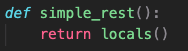 def simple_rest():
    return locals()